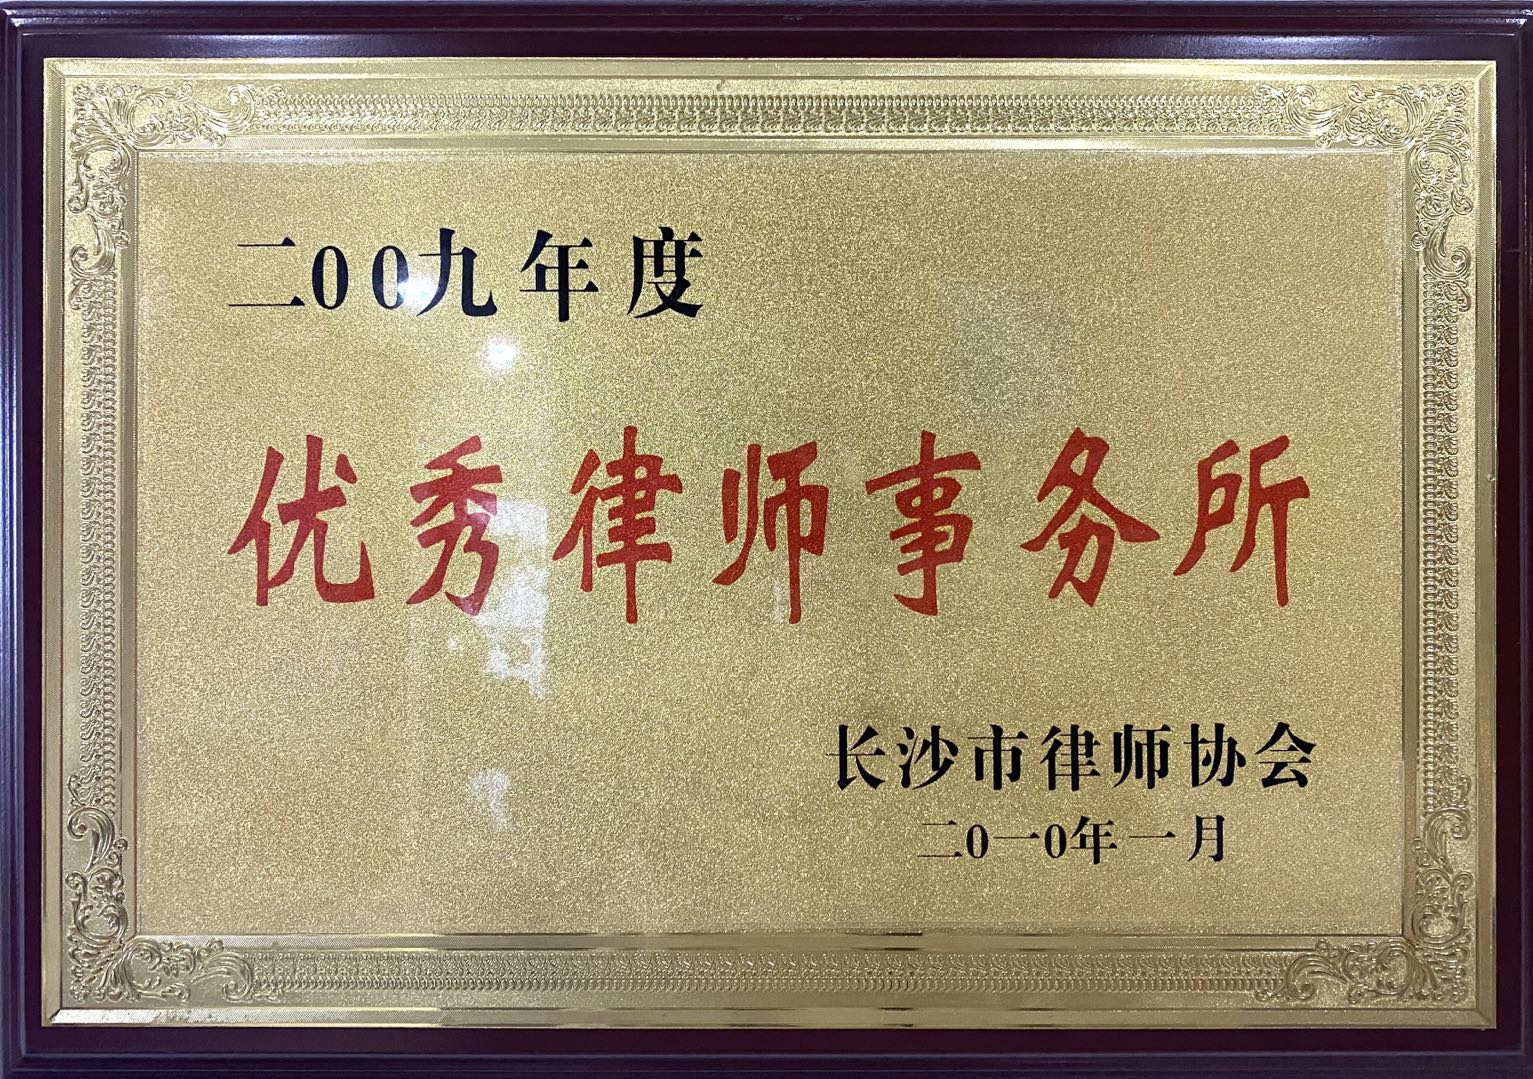 二00九年度
优秀律师事务所
长沙市律师协会
二0一0年一月